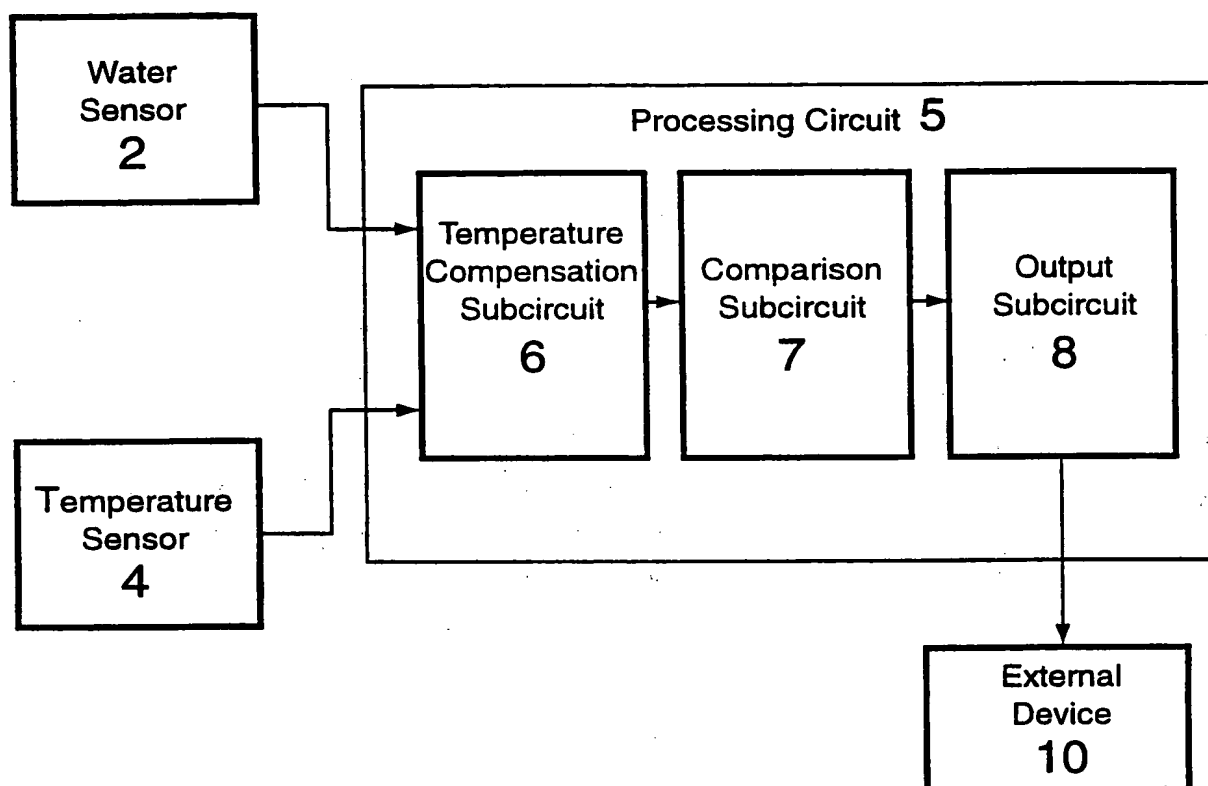 Water
Sensor
2
Processing Circuit 5
Temperature
Compensation
Subcircuit
6
Comparison
Subcircuit
7
Output
Subcircuit
8
Temperature
Sensor
4
External
Device
10